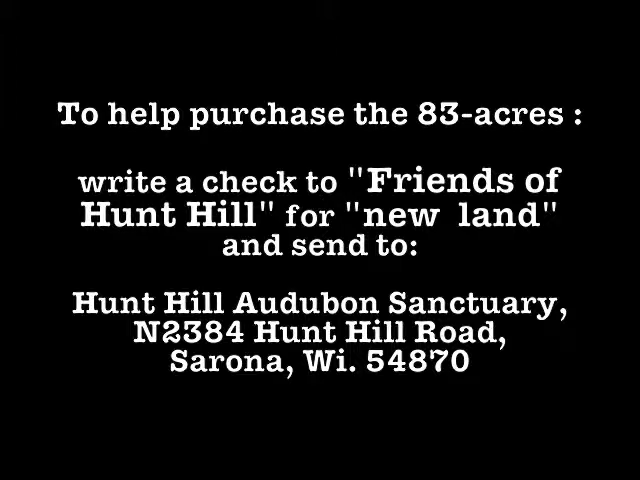 To help purchase the 83-acres :
write a check to "Friends of
Hunt Hill" for "new  land"
and send to:
Hunt Hill Audubon Sanctuary,
N2384 Hunt Hill Road,
Sarona, Wi. 54870